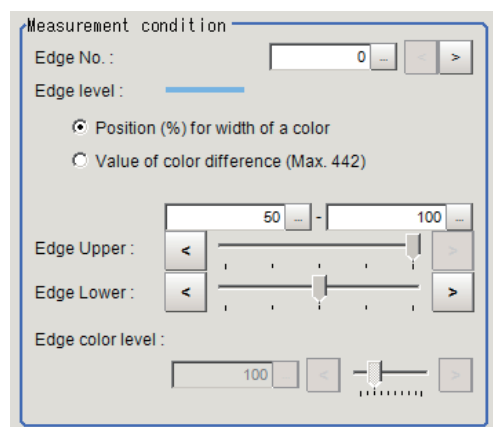 Measurement condition
Edge No. : 0 ... < >
Edge level :
Position (%) for width of a color
Value of color difference (Max. 442)
50 ... - 100 ...
Edge Upper : < >
Edge Lower : < >
Edge color level :
100 ... < >